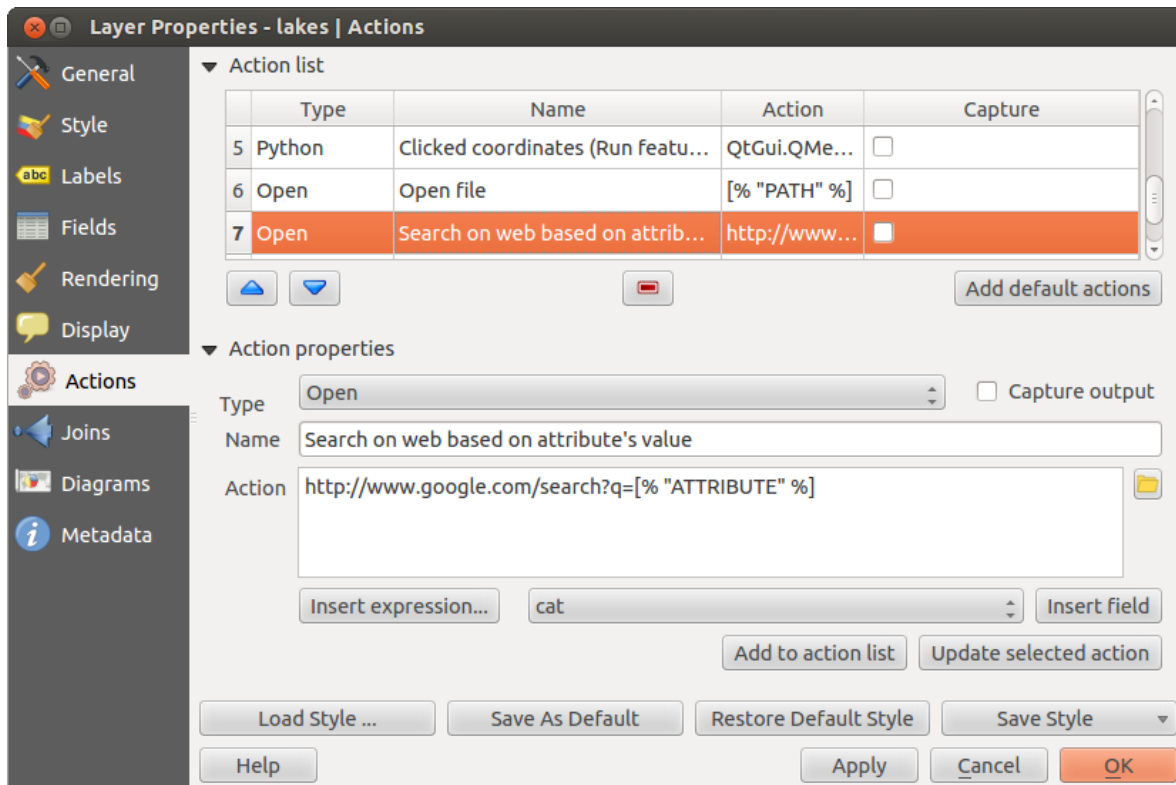 Layer Properties - lakes | Actions
General
Style
abc Labels
Fields
Rendering
Display
Actions
Joins
Diagrams
i Metadata
Action list
Type Name Action Capture
5 Python Clicked coordinates (Run featu... QtGui.QMe...
6 Open Open file [% "PATH" %]
7 Open Search on web based on attrib... http://www...
Add default actions
Action properties
Type Open Capture output
Name Search on web based on attribute's value
Action http://www.google.com/search?q=[% "ATTRIBUTE" %]
Insert expression... cat Insert field
Add to action list Update selected action
Load Style ... Save As Default Restore Default Style Save Style
Help Apply Cancel OK